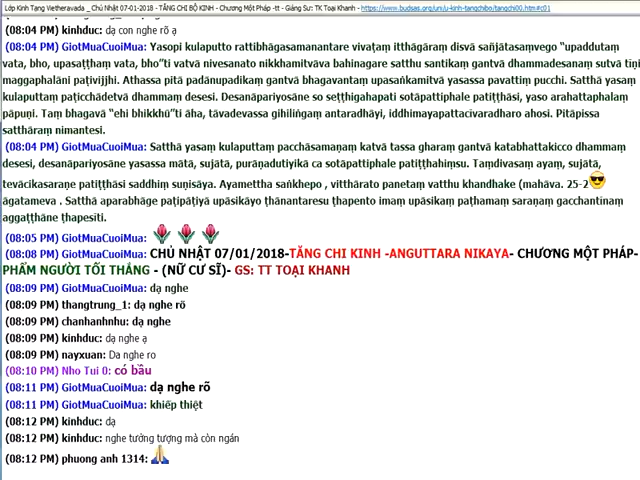 Lớp Kinh Tạng Vietheravada _ Chủ Nhật 07-01-2018 - TĂNG CHI BỘ KINH - Chương Một Pháp -tt - Giảng Sư: TK Toại Khanh - https://www.budsas.org/uni/u-kinh-tangchibo/tangchi00.htm#c01
(08:04 PM) kinhduc: dạ con nghe rõ ạ
(08:04 PM) GiotMuaCuoiMua: Yasopi kulaputto rattibhāgasamanantare vivaṭaṃ itthāgāraṃ disvā sañjātasaṃvego “upaddutaṃ
vata, bho, upasaṭṭhaṃ vata, bho”ti vatvā nivesanato nikkhamitvāva bahinagare satthu santikaṃ gantvā dhammadesanaṃ sutvā tīṇi
maggaphalāni paṭivijjhi. Athassa pitā padānupadikaṃ gantvā bhagavantaṃ upasaṅkamitvā yasassa pavattiṃ pucchi. Satthā yasaṃ
kulaputtaṃ paṭicchādetvā dhammaṃ desesi. Desanāpariyosāne so seṭṭhigahapati sotāpattiphale patiṭṭhāsi, yaso arahattaphalaṃ
pāpuṇi. Taṃ bhagavā “ehi bhikkhū”ti āha, tāvadevassa gihiliṅgaṃ antaradhāyi, iddhimayapattacīvaradharo ahosi. Pitāpissa
satthāraṃ nimantesi.
(08:04 PM) GiotMuaCuoiMua: Satthā yasaṃ kulaputtaṃ pacchāsamaṇaṃ katvā tassa gharaṃ gantvā katabhattakicco dhammaṃ
desesi, desanāpariyosāne yasassa mātā, sujātā, purāṇadutiyikā ca sotāpattiphale patiṭṭhahiṃsu. Taṃdivasaṃ ayaṃ, sujātā,
tevācikasaraṇe patiṭṭhāsi saddhiṃ suṇisāya. Ayamettha saṅkhepo , vitthārato panetaṃ vatthu khandhake (mahāva. 25-2
āgatameva . Satthā aparabhāge paṭipāṭiyā upāsikāyo ṭhānantaresu ṭhapento imaṃ upāsikaṃ paṭhamaṃ saraṇaṃ gacchantīnaṃ
aggaṭṭhāne ṭhapesīti.
(08:05 PM) GiotMuaCuoiMua:
(08:08 PM) GiotMuaCuoiMua: CHỦ NHẬT 07/01/2018-TĂNG CHI KINH -ANGUTTARA NIKAYA- CHƯƠNG MỘT PHÁP-
PHẨM NGƯỜI TỐI THẮNG - (NỮ CƯ SĨ)- GS: TT TOẠI KHANH
(08:09 PM) GiotMuaCuoiMua: dạ nghe
(08:09 PM) thangtrung_1: dạ nghe rõ
(08:09 PM) chanhanhnhu: dạ nghe
(08:09 PM) kinhduc: dạ nghe ạ
(08:09 PM) nayxuan: Da nghe ro
(08:10 PM) Nho Tui 0: có bầu
(08:11 PM) GiotMuaCuoiMua: dạ nghe rõ
(08:11 PM) GiotMuaCuoiMua: khiếp thiệt
(08:12 PM) kinhduc: dạ
(08:12 PM) kinhduc: nghe tưởng tượng mà còn ngán
(08:12 PM) phuong anh 1314: